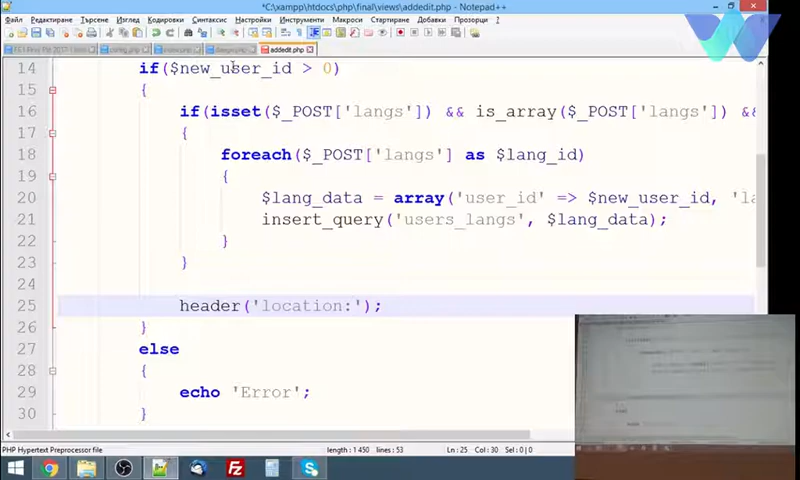 *C:\xampp\htdocs\php\final\views\addedit.php - Notepad++
Файл Редактиране Търсене Изглед Кодировки Синтаксис Настройки Инструменти Макроси Стартиране Добавки Прозорци ?
config.php index.php addedit.php
14 if($new_user_id > 0)
15 {
16 if(isset($_POST['langs']) && is_array($_POST['langs']) &&
17 {
18 foreach($_POST['langs'] as $lang_id)
19 {
20 $lang_data = array('user_id' => $new_user_id, 'la
21 insert_query('users_langs', $lang_data);
22 }
23 }
24
25 header('location:');
26 }
27 else
28 {
29 echo 'Error';
30 }
PHP Hypertext Preprocessor file length : 1 450 lines : 53 Ln : 25 Col : 30 Sel : 0 | 0